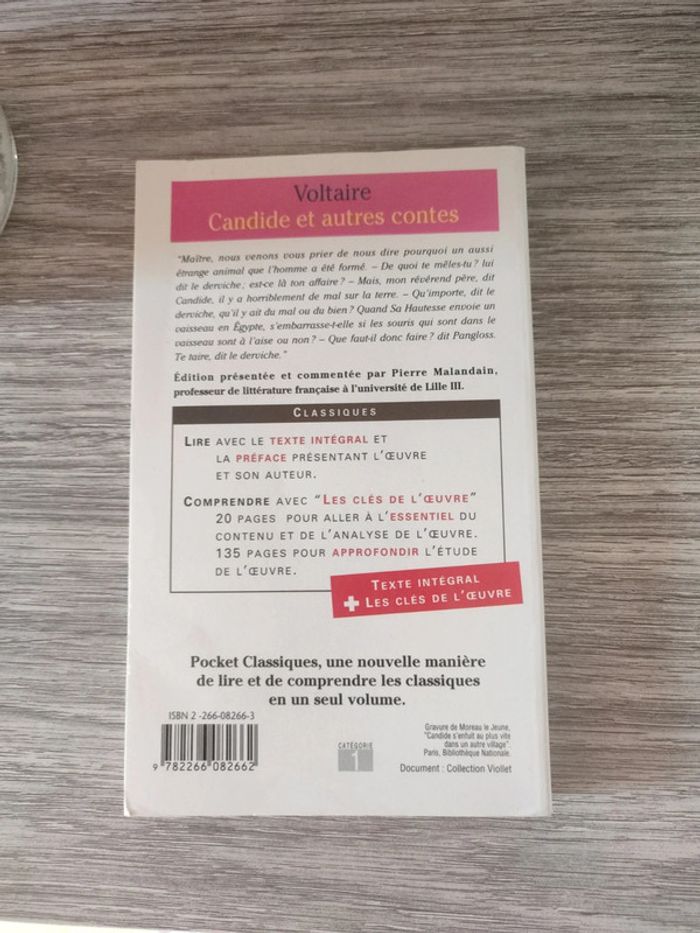 Voltaire
Candide et autres contes
"Maître, nous venons vous prier de nous dire pourquoi un aussi
étrange animal que l'homme a été formé. – De quoi te mêles-tu ? lui
dit le derviche ; est-ce là ton affaire ? – Mais, mon révérend père, dit
Candide, il y a horriblement de mal sur la terre. – Qu'importe, dit le
derviche, qu'il y ait du mal ou du bien ? Quand Sa Hautesse envoie un
vaisseau en Égypte, s'embarrasse-t-elle si les souris qui sont dans le
vaisseau sont à l'aise ou non ? – Que faut-il donc faire ? dit Pangloss.
Te taire, dit le derviche."
Édition présentée et commentée par Pierre Malandain,
professeur de littérature française à l'université de Lille III.
CLASSIQUES
LIRE AVEC LE TEXTE INTÉGRAL ET
LA PRÉFACE PRÉSENTANT L'ŒUVRE
ET SON AUTEUR.
COMPRENDRE AVEC "LES CLÉS DE L'ŒUVRE"
20 PAGES POUR ALLER À L'ESSENTIEL DU
CONTENU ET DE L'ANALYSE DE L'ŒUVRE.
135 PAGES POUR APPROFONDIR L'ÉTUDE
DE L'ŒUVRE.
TEXTE INTÉGRAL
+ LES CLÉS DE L'ŒUVRE
Pocket Classiques, une nouvelle manière
de lire et de comprendre les classiques
en un seul volume.
ISBN 2-266-08266-3
9 782266 082662
CATÉGORIE
1
Gravure de Moreau le Jeune,
"Candide s'enfuit au plus vite
dans un autre village".
Paris, Bibliothèque Nationale.
Document : Collection Viollet